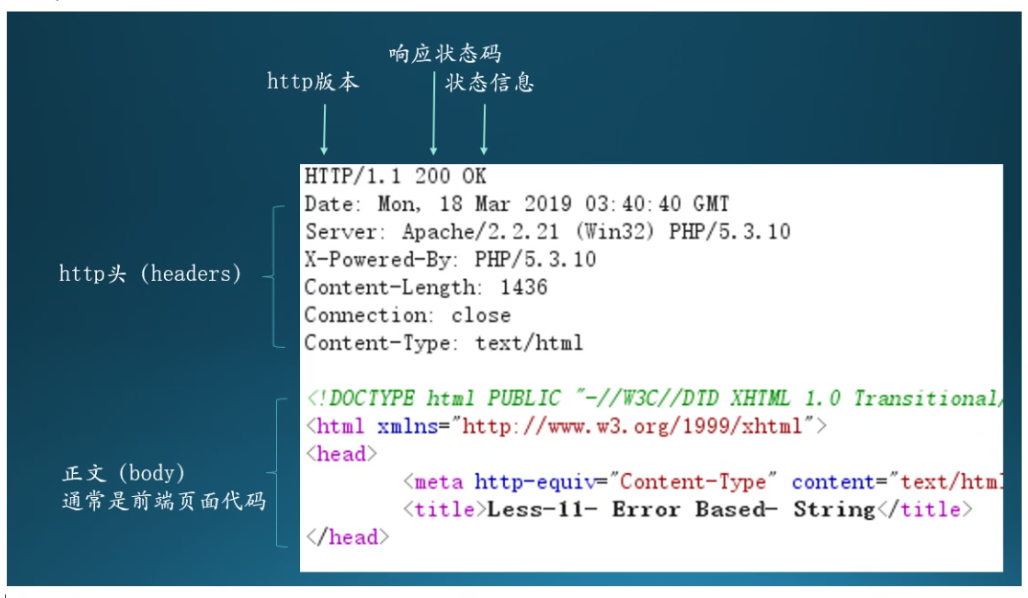 响应状态码
http版本
状态信息
HTTP/1.1 200 OK
Date: Mon, 18 Mar 2019 03:40:40 GMT
Server: Apache/2.2.21 (Win32) PHP/5.3.10
X-Powered-By: PHP/5.3.10
Content-Length: 1436
Connection: close
Content-Type: text/html
http头 (headers)
<!DOCTYPE html PUBLIC "-//W3C//DTD XHTML 1.0 Transitional/
<html xmlns="http://www.w3.org/1999/xhtml">
<head>
<meta http-equiv="Content-Type" content="text/html
<title>Less-11- Error Based- String</title>
</head>
正文 (body)
通常是前端页面代码